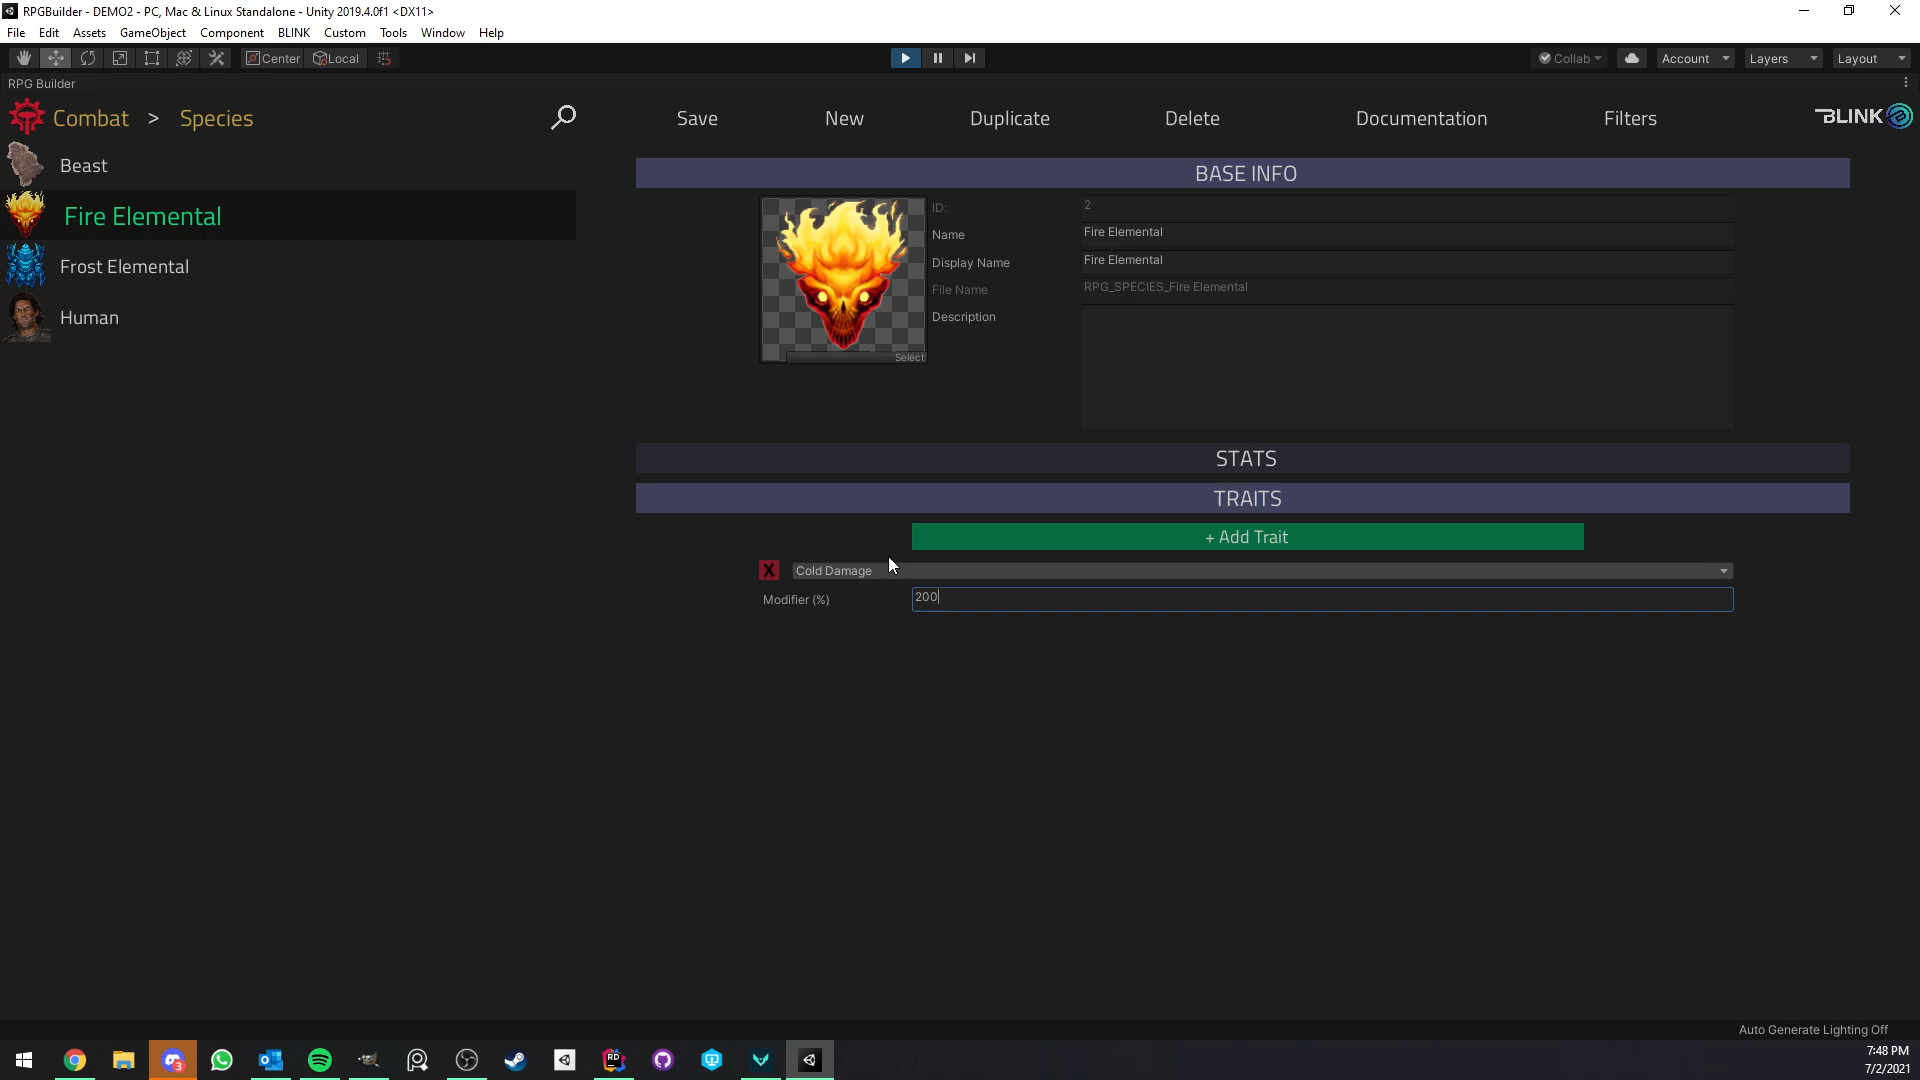 RPGBuilder - DEMO2 - PC, Mac & Linux Standalone - Unity 2019.4.0f1 <DX11>
File Edit Assets GameObject Component BLINK Custom Tools Window Help
Center Local Collab Account Layers Layout
RPG Builder
Combat > Species Save New Duplicate Delete Documentation Filters BLINK
Beast
Fire Elemental
Frost Elemental
Human
BASE INFO
ID: 2
Name Fire Elemental
Display Name Fire Elemental
File Name RPG_SPECIES_Fire Elemental
Description
Select
STATS
TRAITS
+ Add Trait
X Cold Damage
Modifier (%) 200
Auto Generate Lighting Off
3
RD
7:48 PM
7/2/2021